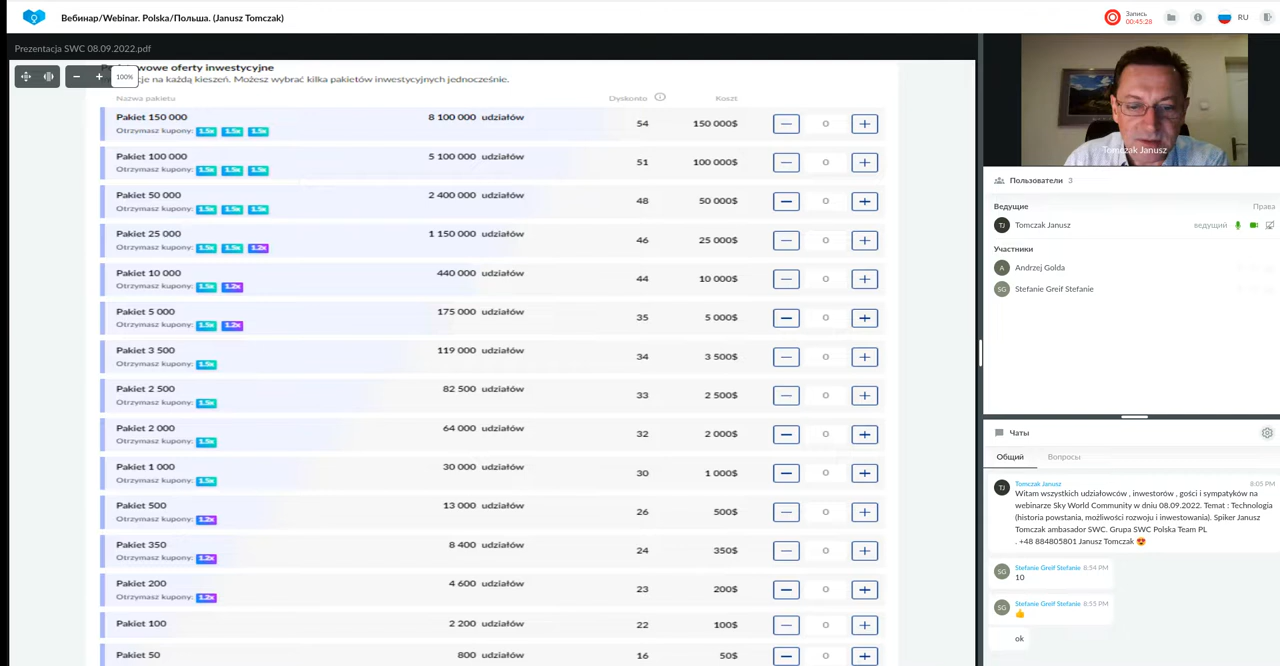 Вебинар/Webinar. Polska/Польша. (Janusz Tomczak)
Запись
00:45:28
RU
Prezentacja SWC 08.09.2022.pdf
100%
owe oferty inwestycyjne
cje na każdą kieszeń. Możesz wybrać kilka pakietów inwestycyjnych jednocześnie.
Nazwa pakietu Dyskonto Koszt
Pakiet 150 000 8 100 000 udziałów 54 150 000$ — 0 +
Otrzymasz kupony: 1.5x 1.5x 1.5x
Pakiet 100 000 5 100 000 udziałów 51 100 000$ — 0 +
Otrzymasz kupony: 1.5x 1.5x 1.5x
Pakiet 50 000 2 400 000 udziałów 48 50 000$ — 0 +
Otrzymasz kupony: 1.5x 1.5x 1.5x
Pakiet 25 000 1 150 000 udziałów 46 25 000$ — 0 +
Otrzymasz kupony: 1.5x 1.5x 1.2x
Pakiet 10 000 440 000 udziałów 44 10 000$ — 0 +
Otrzymasz kupony: 1.5x 1.2x
Pakiet 5 000 175 000 udziałów 35 5 000$ — 0 +
Otrzymasz kupony: 1.5x 1.2x
Pakiet 3 500 119 000 udziałów 34 3 500$ — 0 +
Otrzymasz kupony: 1.5x
Pakiet 2 500 82 500 udziałów 33 2 500$ — 0 +
Otrzymasz kupony: 1.5x
Pakiet 2 000 64 000 udziałów 32 2 000$ — 0 +
Otrzymasz kupony: 1.5x
Pakiet 1 000 30 000 udziałów 30 1 000$ — 0 +
Otrzymasz kupony: 1.5x
Pakiet 500 13 000 udziałów 26 500$ — 0 +
Otrzymasz kupony: 1.2x
Pakiet 350 8 400 udziałów 24 350$ — 0 +
Otrzymasz kupony: 1.2x
Pakiet 200 4 600 udziałów 23 200$ — 0 +
Otrzymasz kupony: 1.2x
Pakiet 100 2 200 udziałów 22 100$ — 0 +
Pakiet 50 800 udziałów 16 50$ — 0 +
Tomczak Janusz
Пользователи 3
Ведущие Права
TJ Tomczak Janusz ведущий
Участники
A Andrzej Golda
SG Stefanie Greif Stefanie
Чаты
Общий Вопросы
TJ Tomczak Janusz 8:05 PM
Witam wszystkich udziałowców , inwestorów , gości i sympatyków na
webinarze Sky World Community w dniu 08.09.2022. Temat : Technologia
(historia powstania, możliwości rozwoju i inwestowania). Spiker Janusz
Tomczak ambasador SWC. Grupa SWC Polska Team PL
. +48 884805801 Janusz Tomczak 😍
SG Stefanie Greif Stefanie 8:54 PM
10
SG Stefanie Greif Stefanie 8:55 PM
👍
ok